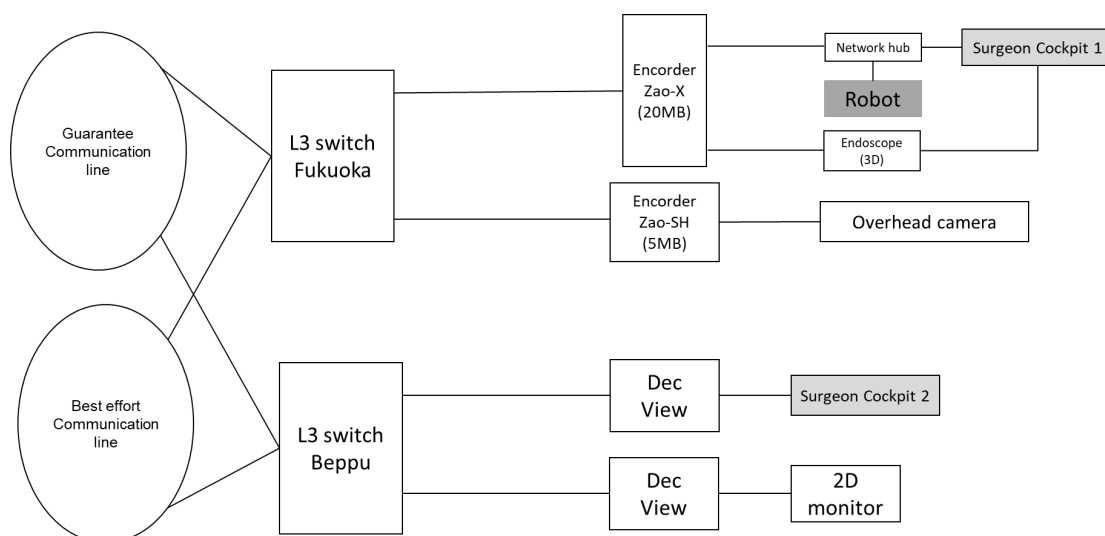 Guarantee
Communication
line
L3 switch
Fukuoka
Encorder
Zao-X
(20MB)
Network hub
Surgeon Cockpit 1
Robot
Endoscope
(3D)
Encorder
Zao-SH
(5MB)
Overhead camera
Best effort
Communication
line
L3 switch
Beppu
Dec
View
Surgeon Cockpit 2
Dec
View
2D
monitor